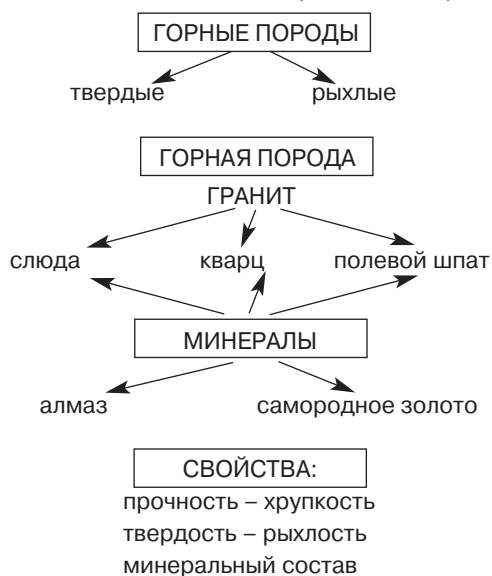 ГОРНЫЕ ПОРОДЫ
твердые рыхлые
ГОРНАЯ ПОРОДА
ГРАНИТ
слюда кварц полевой шпат
МИНЕРАЛЫ
алмаз самородное золото
СВОЙСТВА:
прочность – хрупкость
твердость – рыхлость
минеральный состав